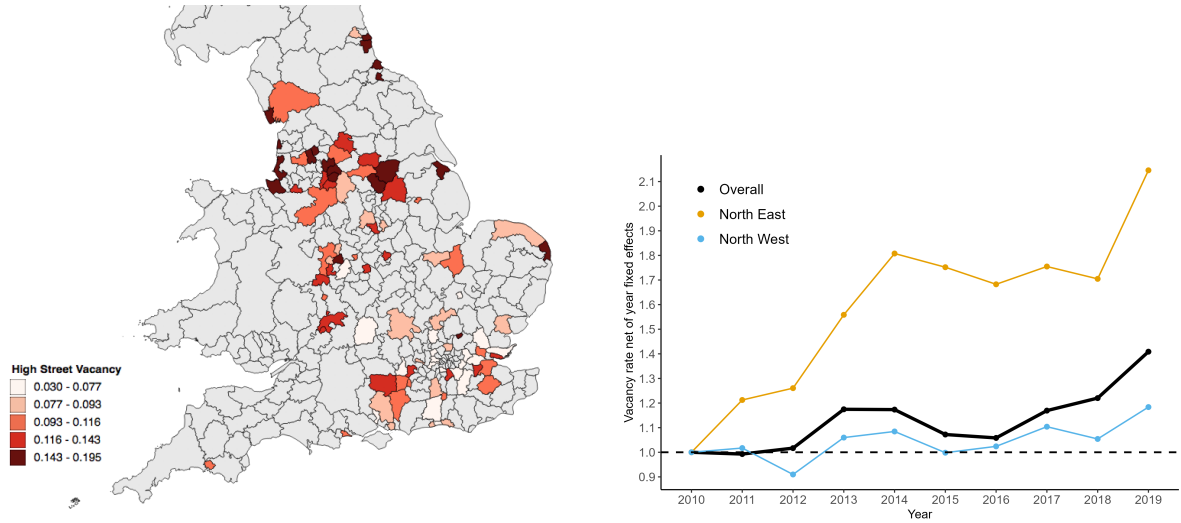 High Street Vacancy
0.030 - 0.077
0.077 - 0.093
0.093 - 0.116
0.116 - 0.143
0.143 - 0.195
Vacancy rate net of year fixed effects
2.1
2.0
1.9
1.8
1.7
1.6
1.5
1.4
1.3
1.2
1.1
1.0
0.9
Overall
North East
North West
2010 2011 2012 2013 2014 2015 2016 2017 2018 2019
Year